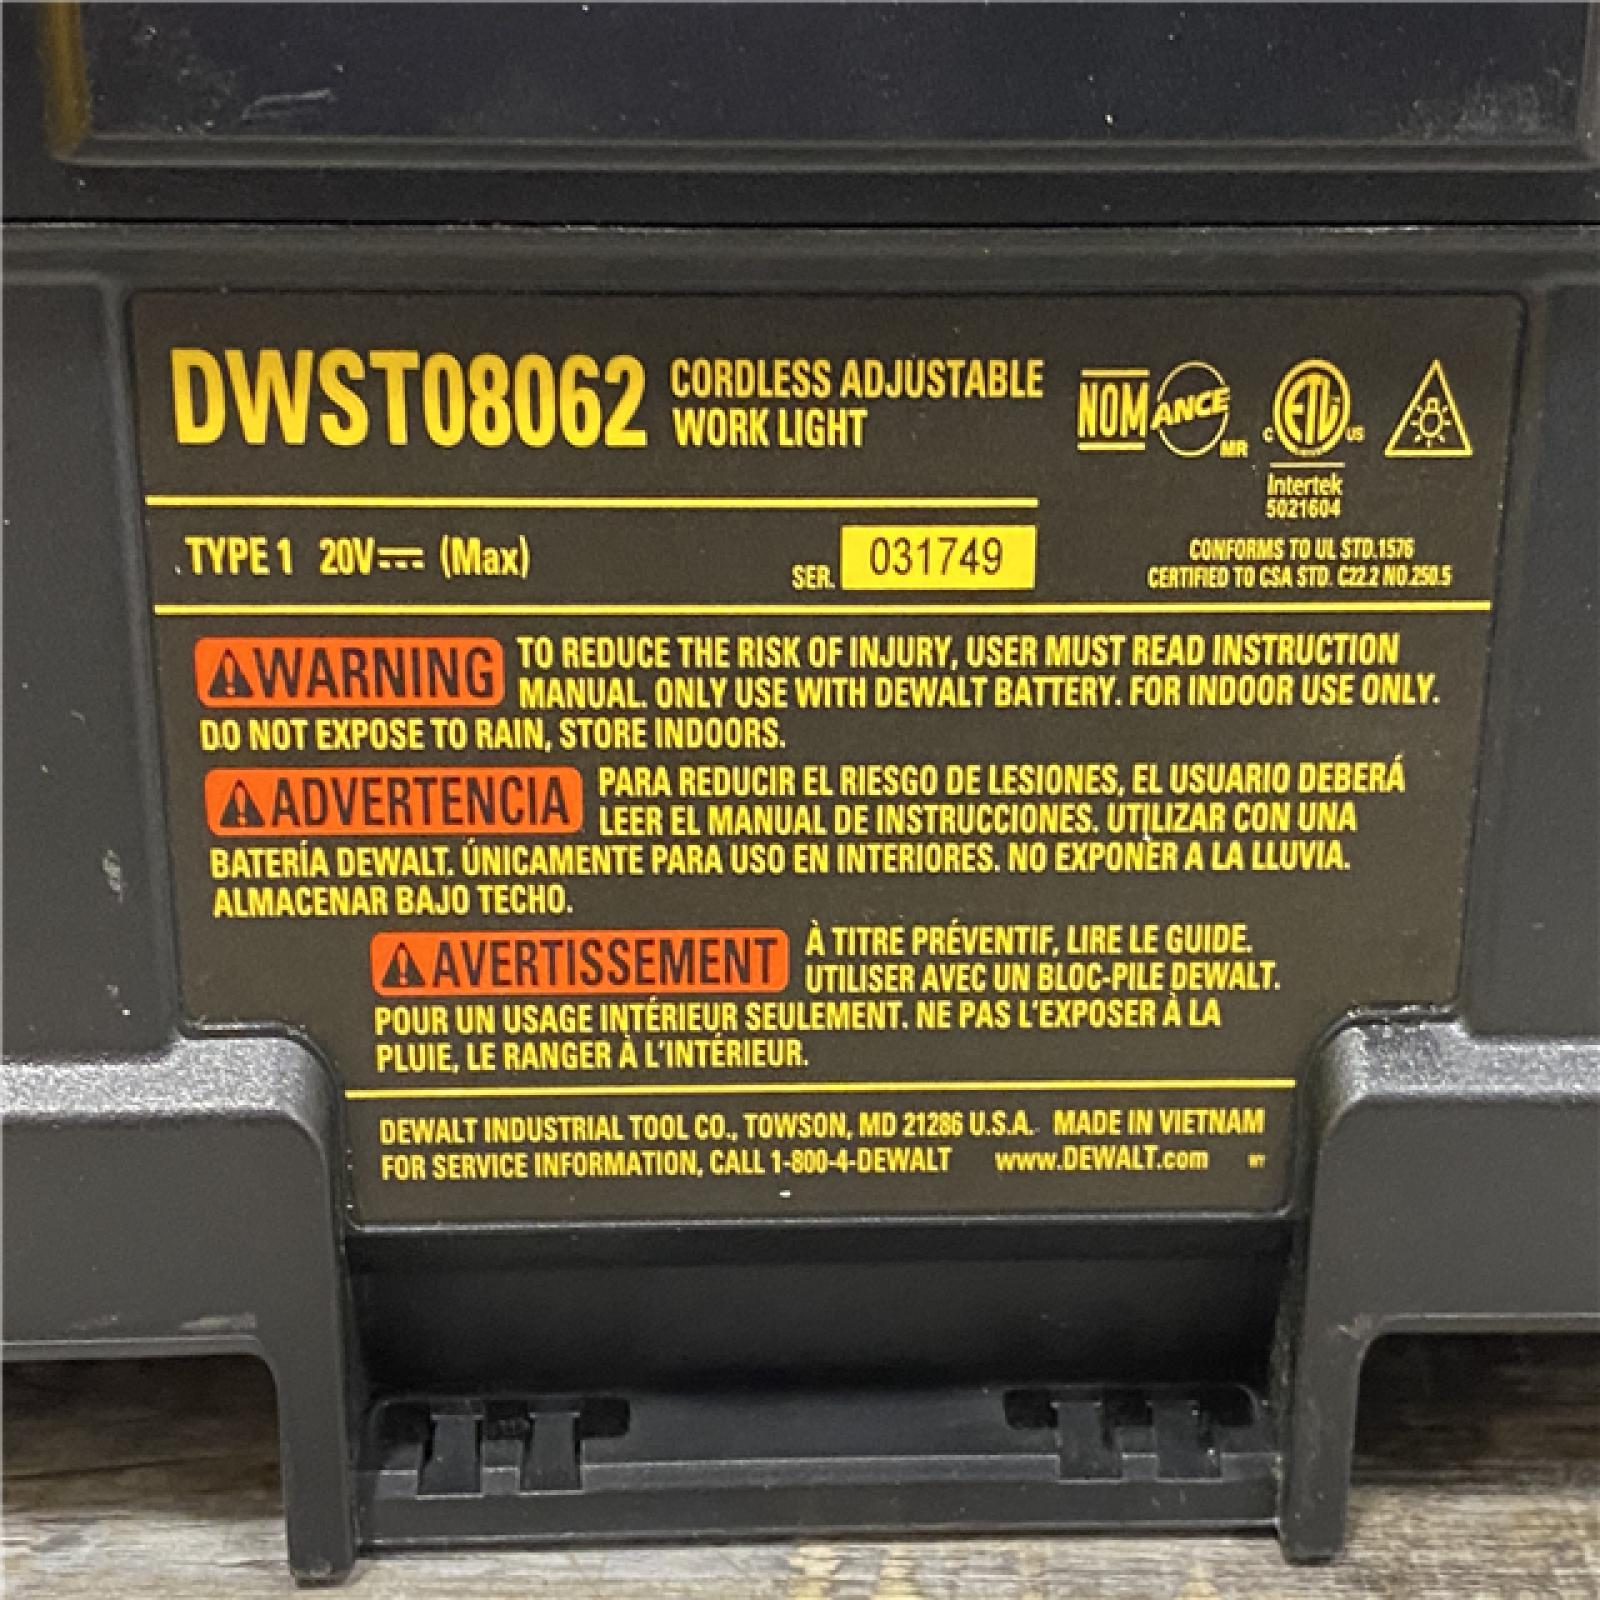 DWST08062 CORDLESS ADJUSTABLE
WORK LIGHT
NOM ANCE MR
C ETL US
Intertek
5021604
TYPE 1 20V⎓ (Max)
SER. 031749
CONFORMS TO UL STD.1576
CERTIFIED TO CSA STD. C22.2 NO.250.5
⚠WARNING TO REDUCE THE RISK OF INJURY, USER MUST READ INSTRUCTION
MANUAL. ONLY USE WITH DEWALT BATTERY. FOR INDOOR USE ONLY.
DO NOT EXPOSE TO RAIN, STORE INDOORS.
⚠ADVERTENCIA PARA REDUCIR EL RIESGO DE LESIONES, EL USUARIO DEBERÁ
LEER EL MANUAL DE INSTRUCCIONES. UTILIZAR CON UNA
BATERÍA DEWALT. ÚNICAMENTE PARA USO EN INTERIORES. NO EXPONER A LA LLUVIA.
ALMACENAR BAJO TECHO.
⚠AVERTISSEMENT À TITRE PRÉVENTIF, LIRE LE GUIDE.
UTILISER AVEC UN BLOC-PILE DEWALT.
POUR UN USAGE INTÉRIEUR SEULEMENT. NE PAS L'EXPOSER À LA
PLUIE, LE RANGER À L'INTÉRIEUR.
DEWALT INDUSTRIAL TOOL CO., TOWSON, MD 21286 U.S.A. MADE IN VIETNAM
FOR SERVICE INFORMATION, CALL 1-800-4-DEWALT www.DEWALT.com